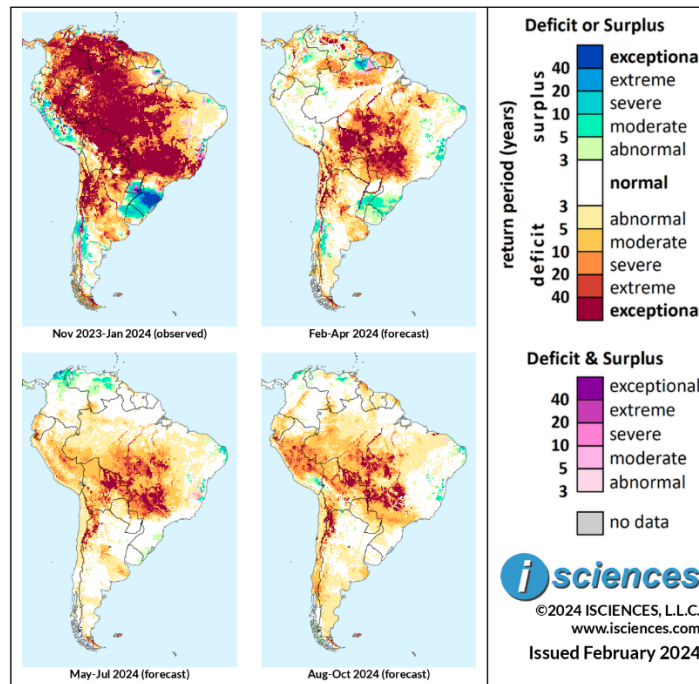 Nov 2023-Jan 2024 (observed)
Feb-Apr 2024 (forecast)
May-Jul 2024 (forecast)
Aug-Oct 2024 (forecast)
Deficit or Surplus
return period (years)
surplus
deficit
40
20
10
5
3
3
5
10
20
40
exceptional
extreme
severe
moderate
abnormal
normal
abnormal
moderate
severe
extreme
exceptional
Deficit & Surplus
40
20
10
5
3
exceptional
extreme
severe
moderate
abnormal
no data
i sciences
©2024 ISCIENCES, L.L.C.
www.isciences.com
Issued February 2024